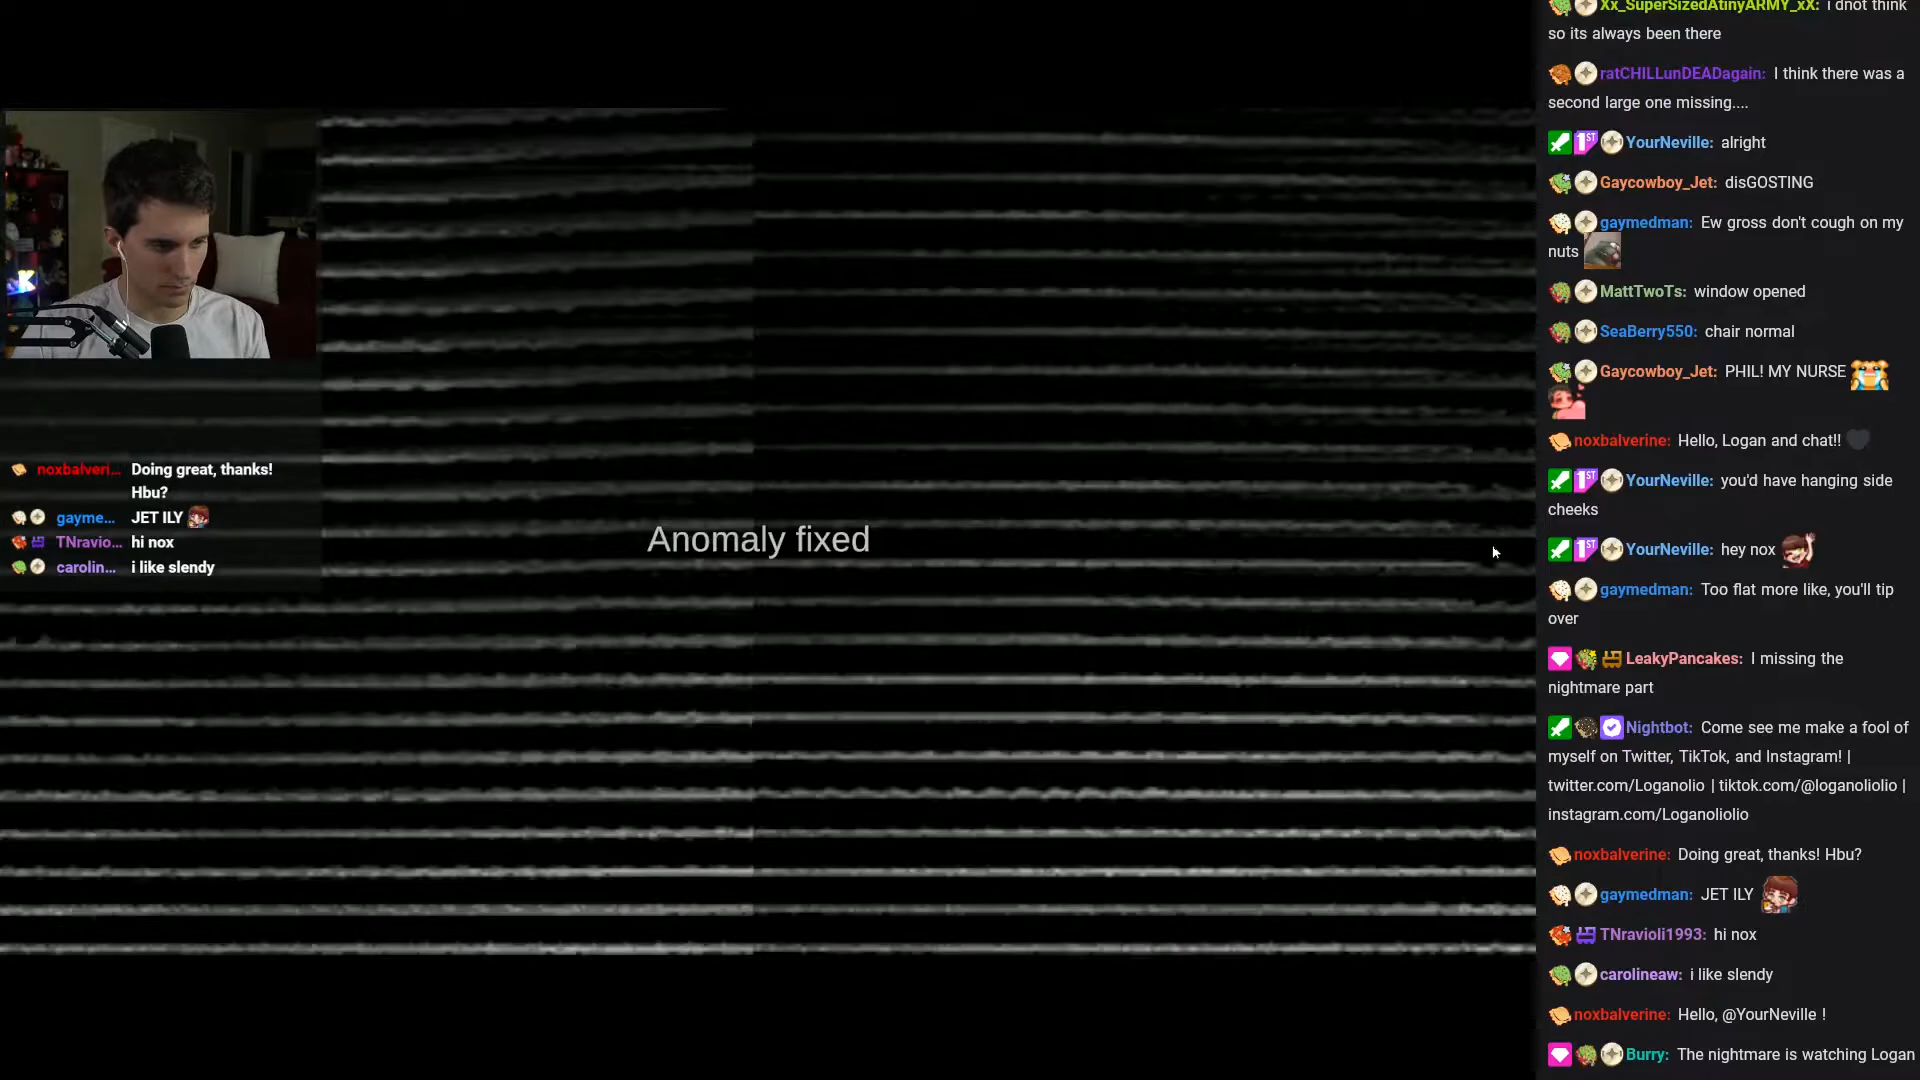 noxbalveri... Doing great, thanks!
Hbu?
gayme... JET ILY
TNravio... hi nox
carolin... i like slendy
Anomaly fixed
Xx_SuperSizedAtinyARMY_xX: i dnot think
so its always been there
ratCHILLunDEADagain: I think there was a
second large one missing....
YourNeville: alright
Gaycowboy_Jet: disGOSTING
gaymedman: Ew gross don't cough on my
nuts
MattTwoTs: window opened
SeaBerry550: chair normal
Gaycowboy_Jet: PHIL! MY NURSE
noxbalverine: Hello, Logan and chat!!
YourNeville: you'd have hanging side
cheeks
YourNeville: hey nox
gaymedman: Too flat more like, you'll tip
over
LeakyPancakes: I missing the
nightmare part
Nightbot: Come see me make a fool of
myself on Twitter, TikTok, and Instagram! |
twitter.com/Loganolio | tiktok.com/@loganoliolio |
instagram.com/Loganoliolio
noxbalverine: Doing great, thanks! Hbu?
gaymedman: JET ILY
TNravioli1993: hi nox
carolineaw: i like slendy
noxbalverine: Hello, @YourNeville !
Burry: The nightmare is watching Logan